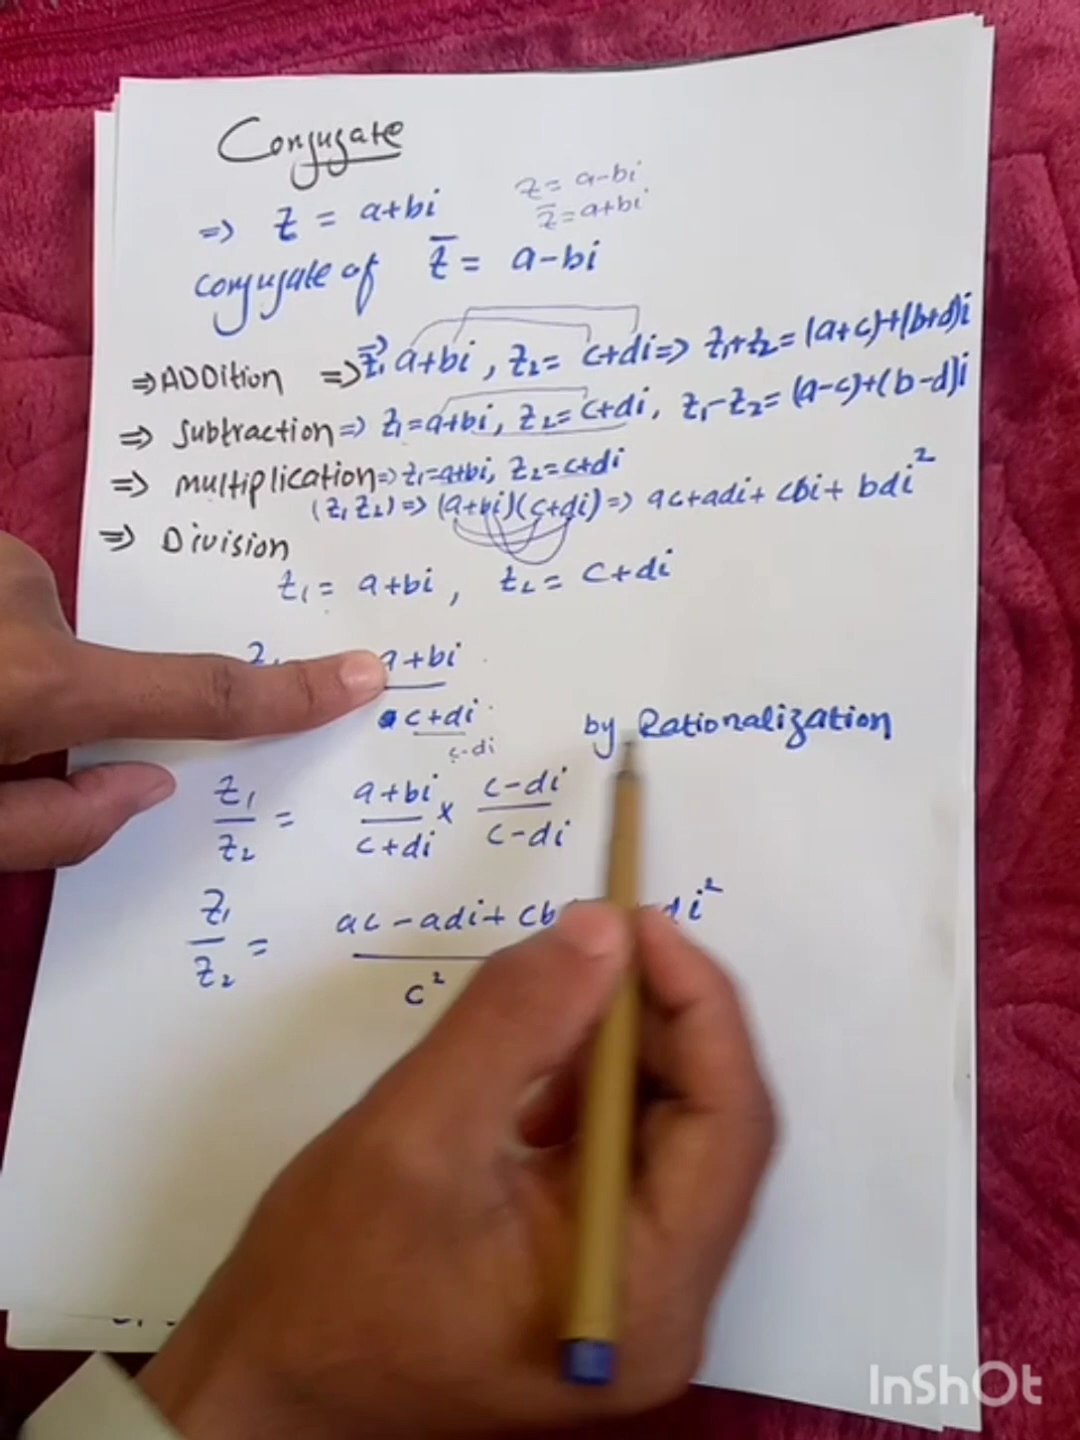 Conjugate
z = a-bi
z̅ = a+bi
⇒ z = a+bi
conjugate of z̅ = a-bi
⇒ ADDition ⇒ z₁ a+bi, z₂ = c+di ⇒ z₁+z₂ = (a+c)+(b+d)i
⇒ Subtraction ⇒ z₁=a+bi, z₂=c+di, z₁-z₂=(a-c)+(b-d)i
⇒ multiplication ⇒ z₁=a+bi, z₂=c+di
(z₁z₂) ⇒ (a+bi)(c+di) ⇒ ac+adi+cbi+bdi²
⇒ Division
z₁ = a+bi, z₂ = c+di
a+bi
c+di
by Rationalization
c-di
z₁/z₂ = a+bi/c+di × c-di/c-di
z₁/z₂ = ac-adi+cb di²
c²
InShOt